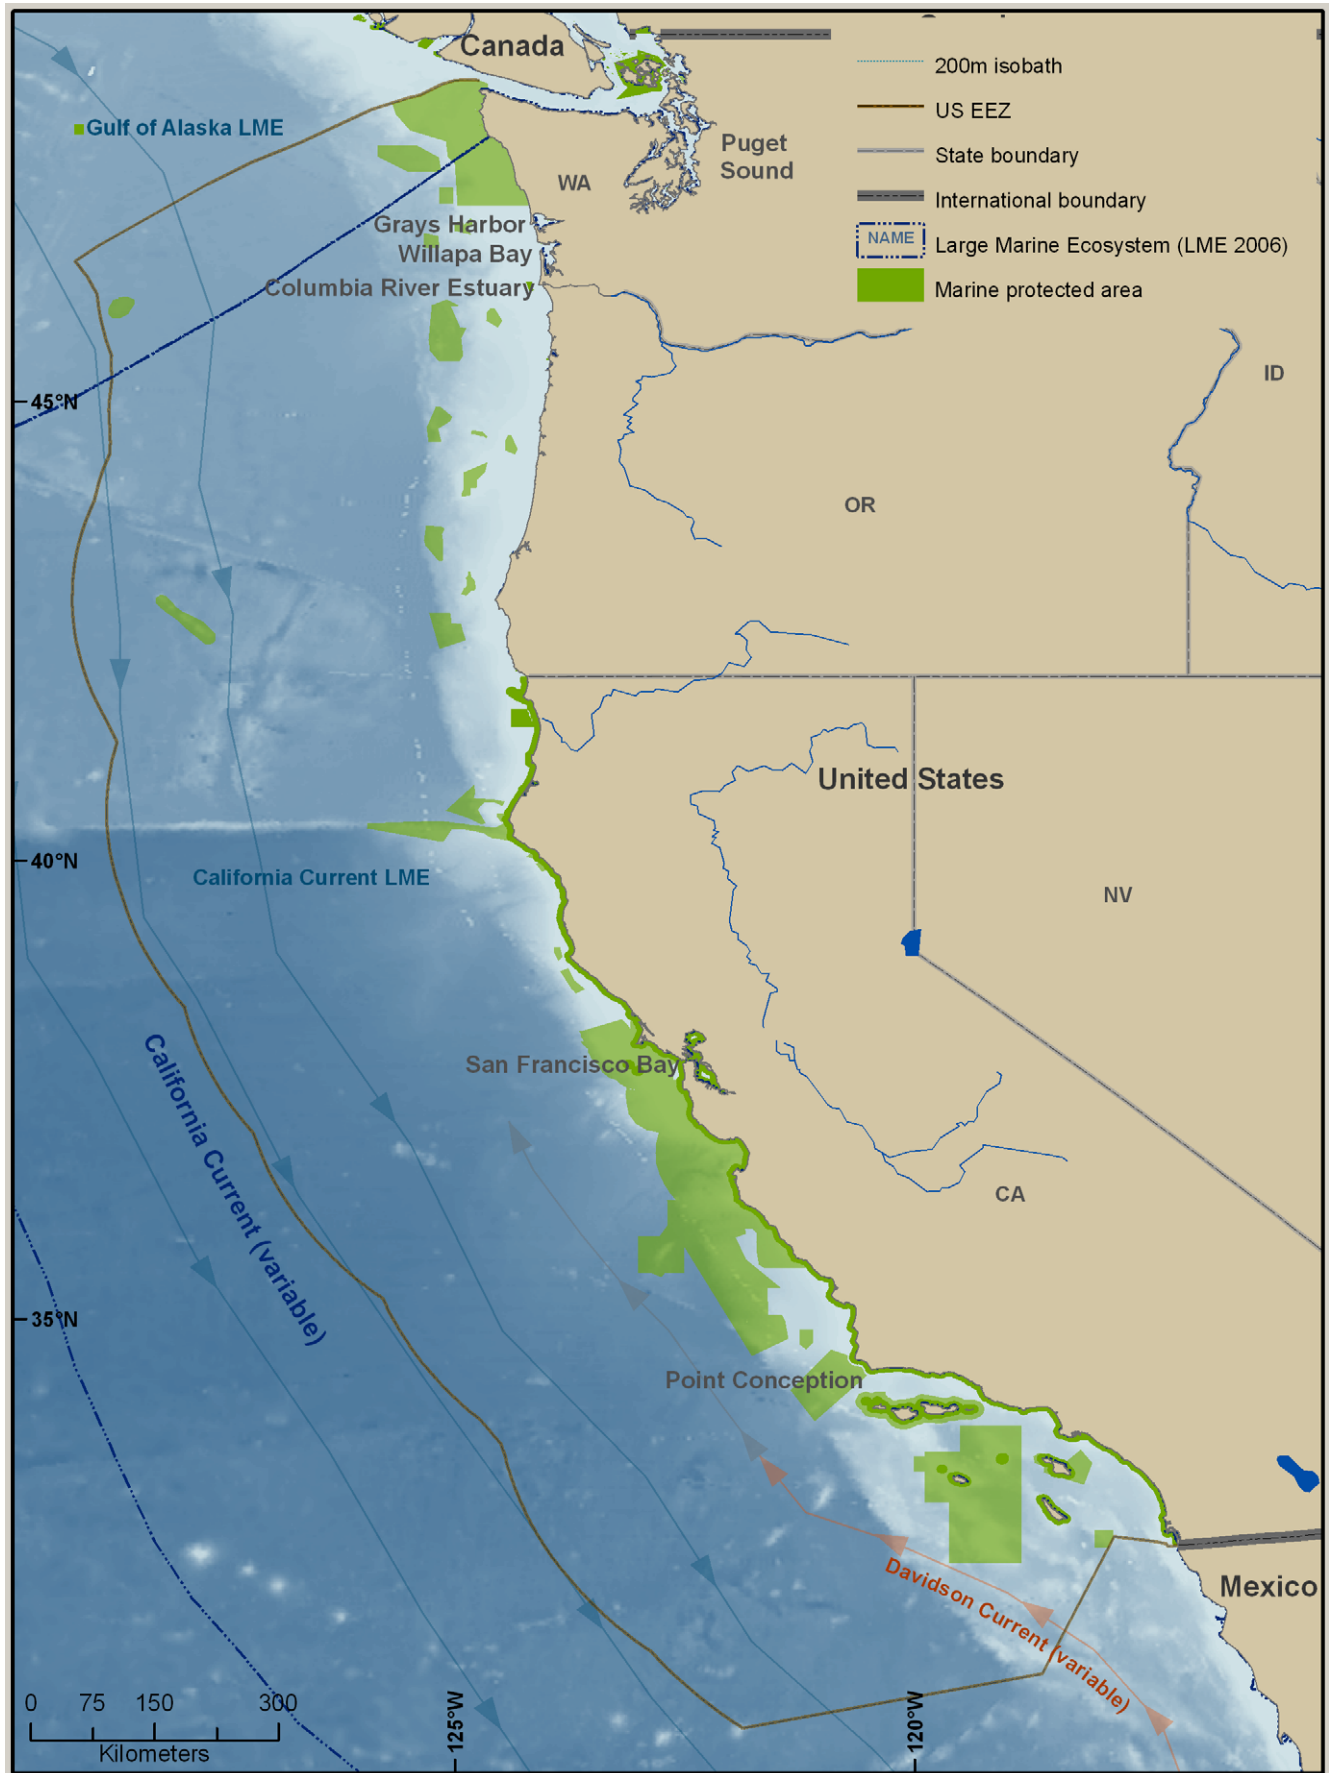 Canada
200m isobath
US EEZ
Gulf of Alaska LME
Puget
Sound
State boundary
WA
International boundary
Grays Harbor
NAME
Large Marine Ecosystem (LME 2006)
Willapa Bay
Columbia River Estuary
Marine protected area
ID
45°N
OR
United States
40°N
California Current LME
NV
San Francisco Bay
California Current (variable)
CA
35°N
Point Conception
Davidson Current (variable)
Mexico
0 75 150 300
Kilometers
125°W
120°W